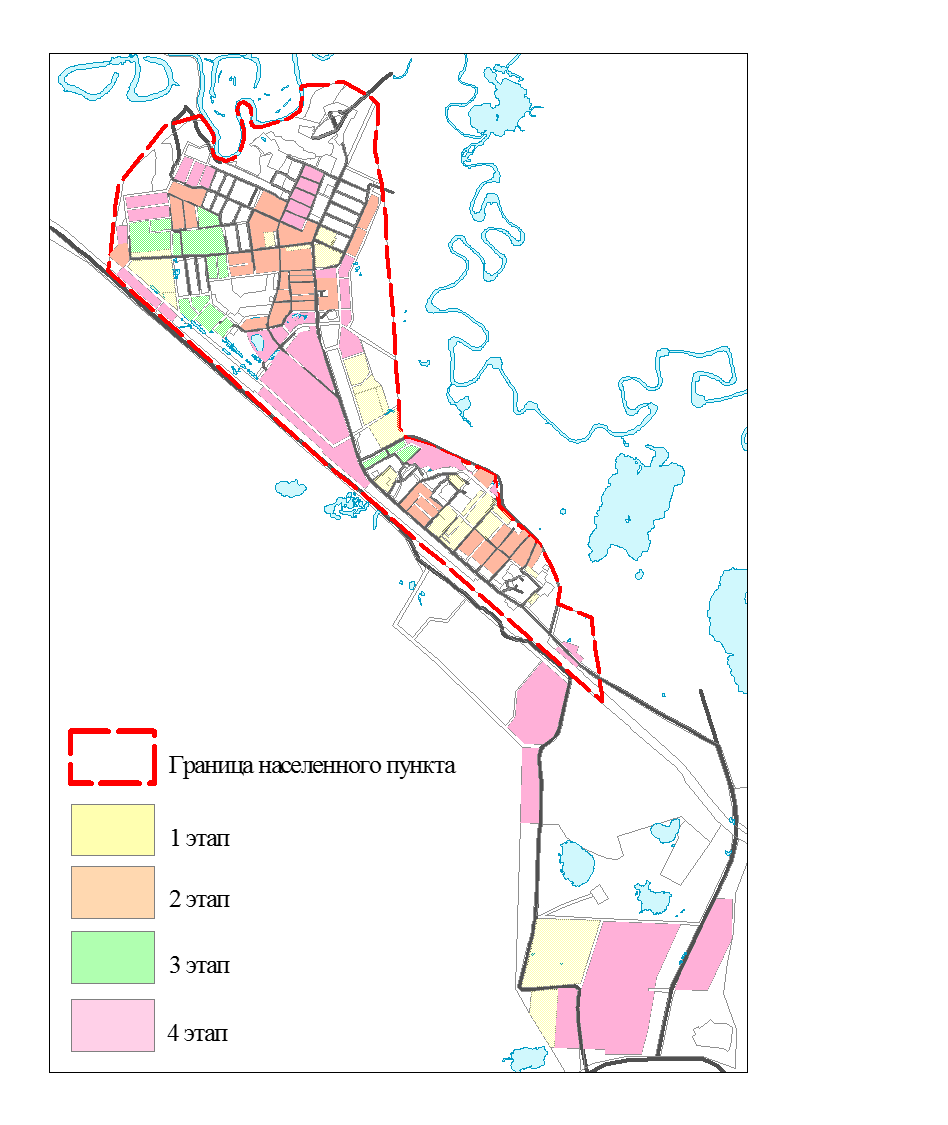 Граница населенного пункта
1 этап
2 этап
3 этап
4 этап